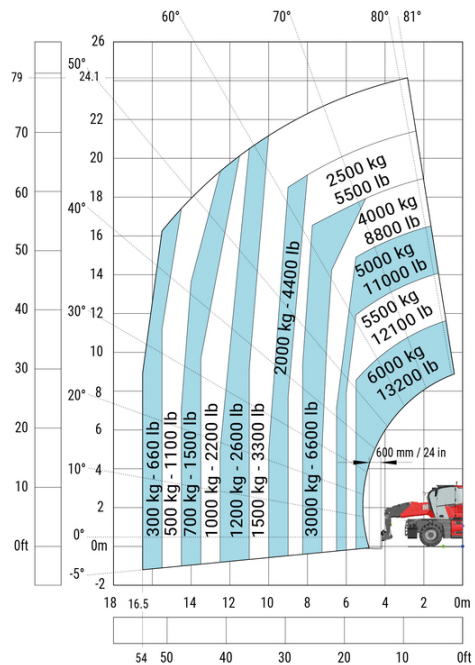 60°
70°
80°
81°
26
50°
79
24.1
22
70
20
2500 kg
5500 lb
60
18
4000 kg
8800 lb
40°
16
50
5000 kg
11000 lb
14
40
30°
12
5500 kg
12100 lb
10
30
6000 kg
13200 lb
20°
8
20
6
600 mm / 24 in
10°
4
10
2
0°
0ft
0m
-5°
-2
300 kg - 660 lb
500 kg - 1100 lb
700 kg - 1500 lb
1000 kg - 2200 lb
1200 kg - 2600 lb
1500 kg - 3300 lb
2000 kg - 4400 lb
3000 kg - 6600 lb
18 16.5 14 12 10 8 6 4 2 0m
54 50 40 30 20 10 0ft